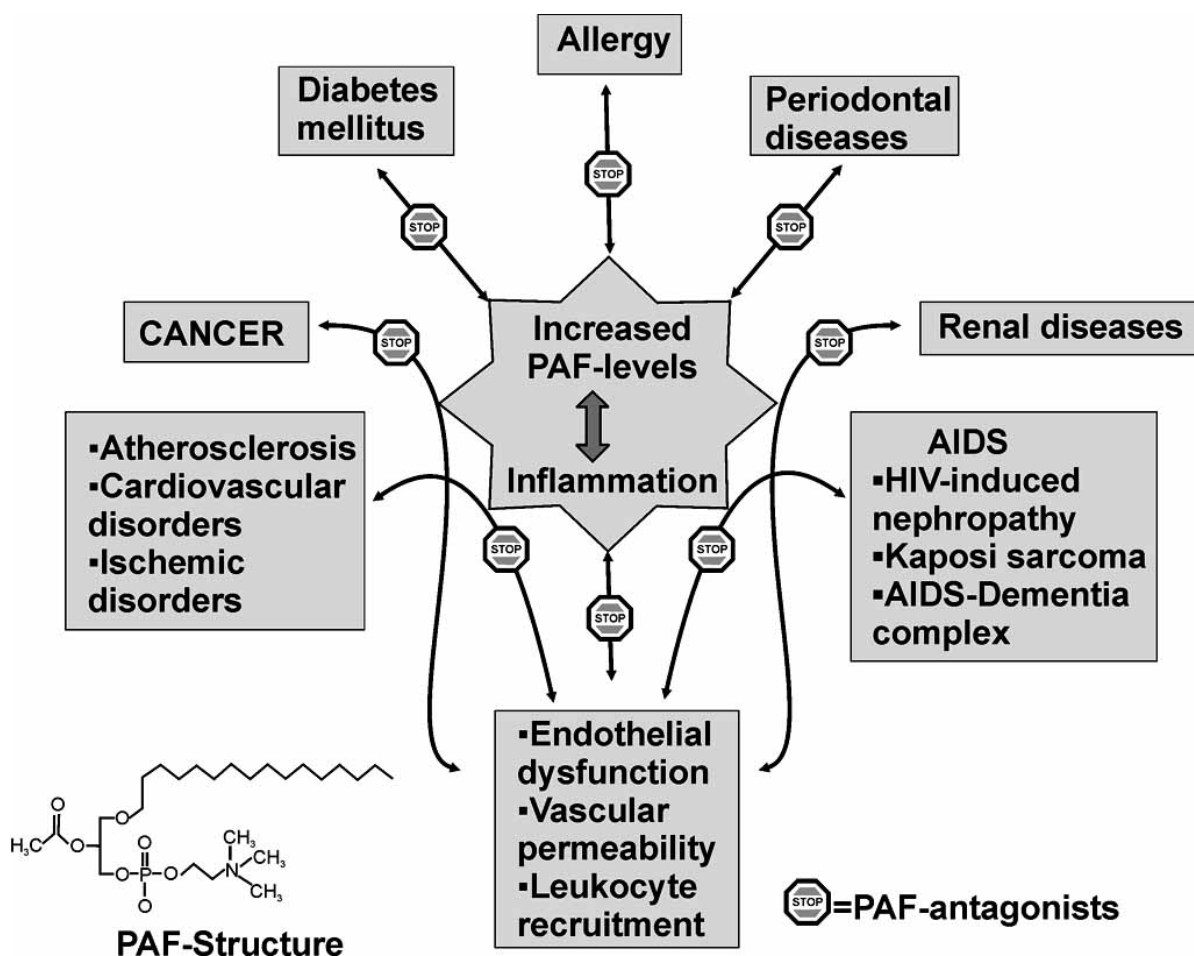 Allergy
Diabetes
mellitus
Periodontal
diseases
STOP
STOP
STOP
CANCER
STOP
Increased
PAF-levels
Inflammation
STOP
Renal diseases
▪Atherosclerosis
▪Cardiovascular
disorders
▪Ischemic
disorders
STOP
STOP
STOP
AIDS
▪HIV-induced
nephropathy
▪Kaposi sarcoma
▪AIDS-Dementia
complex
▪Endothelial
dysfunction
▪Vascular
permeability
▪Leukocyte
recruitment
O
O
H₃C
O
O
O
P
O
O
N
CH₃
CH₃
CH₃
PAF-Structure
STOP =PAF-antagonists